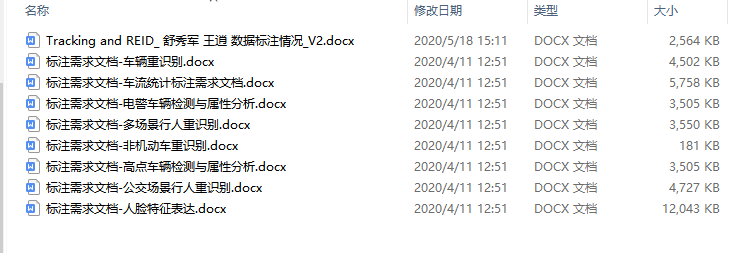 名称 修改日期 类型 大小
Tracking and REID_ 舒秀军 王逍 数据标注情况_V2.docx 2020/5/18 15:11 DOCX 文档 2,564 KB
标注需求文档-车辆重识别.docx 2020/4/11 12:51 DOCX 文档 4,502 KB
标注需求文档-车流统计标注需求文档.docx 2020/4/11 12:51 DOCX 文档 5,758 KB
标注需求文档-电警车辆检测与属性分析.docx 2020/4/11 12:51 DOCX 文档 3,505 KB
标注需求文档-多场景行人重识别.docx 2020/4/11 12:51 DOCX 文档 3,550 KB
标注需求文档-非机动车重识别.docx 2020/4/11 12:51 DOCX 文档 181 KB
标注需求文档-高点车辆检测与属性分析.docx 2020/4/11 12:51 DOCX 文档 3,505 KB
标注需求文档-公交场景行人重识别.docx 2020/4/11 12:51 DOCX 文档 4,727 KB
标注需求文档-人脸特征表达.docx 2020/4/11 12:51 DOCX 文档 12,043 KB